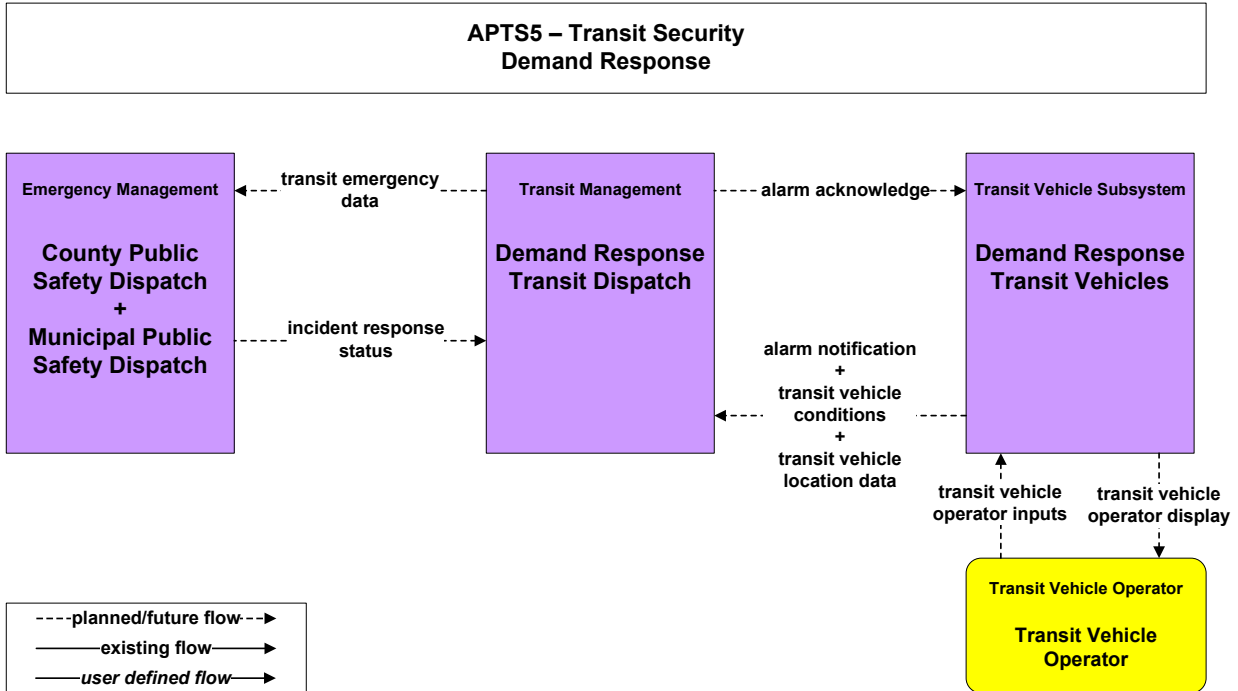 APTS5 – Transit Security
Demand Response
Emergency Management
County Public
Safety Dispatch
+
Municipal Public
Safety Dispatch
transit emergency
data
incident response
status
Transit Management
Demand Response
Transit Dispatch
alarm acknowledge
alarm notification
+
transit vehicle
conditions
+
transit vehicle
location data
Transit Vehicle Subsystem
Demand Response
Transit Vehicles
transit vehicle
operator inputs
transit vehicle
operator display
Transit Vehicle Operator
Transit Vehicle
Operator
planned/future flow
existing flow
user defined flow